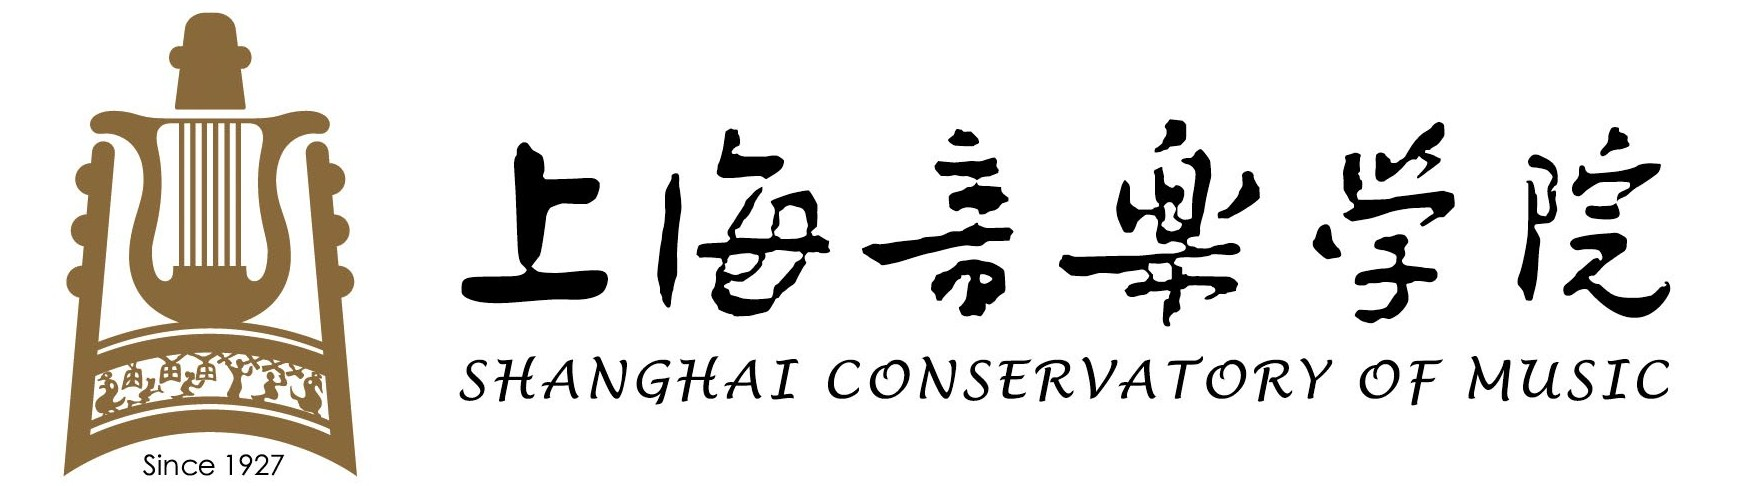 上海音樂学院
SHANGHAI CONSERVATORY OF MUSIC
Since 1927